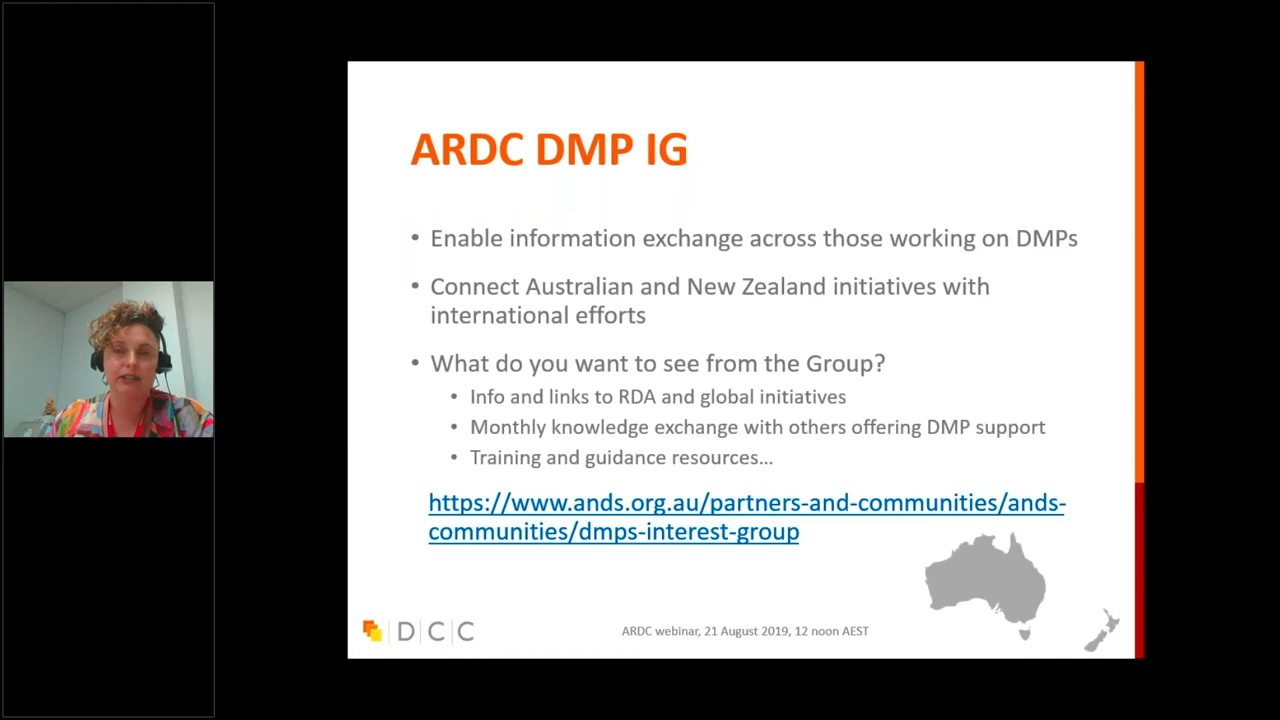 ARDC DMP IG
• Enable information exchange across those working on DMPs
• Connect Australian and New Zealand initiatives with
international efforts
• What do you want to see from the Group?
• Info and links to RDA and global initiatives
• Monthly knowledge exchange with others offering DMP support
• Training and guidance resources…
https://www.ands.org.au/partners-and-communities/ands-
communities/dmps-interest-group
DCC
ARDC webinar, 21 August 2019, 12 noon AEST